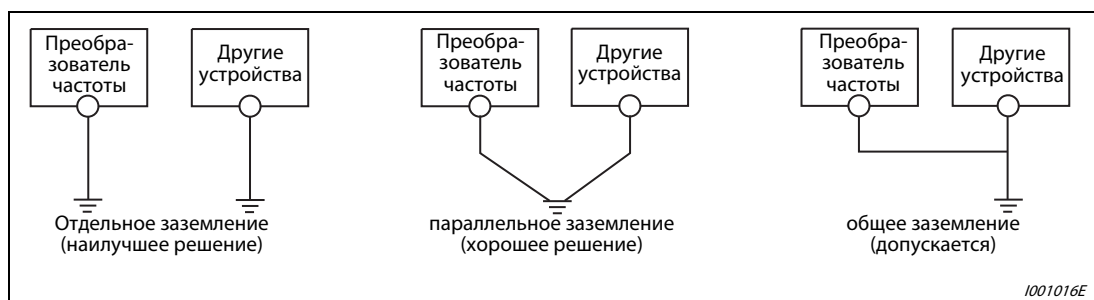 Преобра-
зователь
частоты
Другие
устройства
Отдельное заземление
(наилучшее решение)
Преобра-
зователь
частоты
Другие
устройства
параллельное заземление
(хорошее решение)
Преобра-
зователь
частоты
Другие
устройства
общее заземление
(допускается)
I001016E